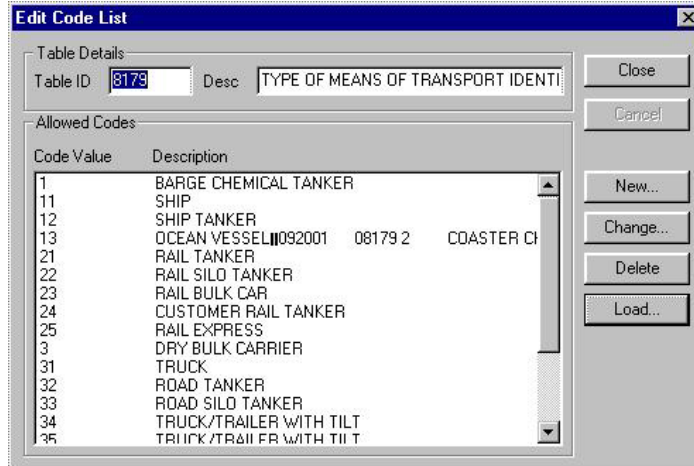 Edit Code List
Table Details
Table ID 8179 Desc TYPE OF MEANS OF TRANSPORT IDENTI
Close
Cancel
Allowed Codes
Code Value Description
1 BARGE CHEMICAL TANKER
11 SHIP
12 SHIP TANKER
13 OCEAN VESSEL||092001 08179 2 COASTER CH
21 RAIL TANKER
22 RAIL SILO TANKER
23 RAIL BULK CAR
24 CUSTOMER RAIL TANKER
25 RAIL EXPRESS
3 DRY BULK CARRIER
31 TRUCK
32 ROAD TANKER
33 ROAD SILO TANKER
34 TRUCK/TRAILER WITH TILT
35 TRUCK/TRAILER WITH TILT
New...
Change...
Delete
Load...